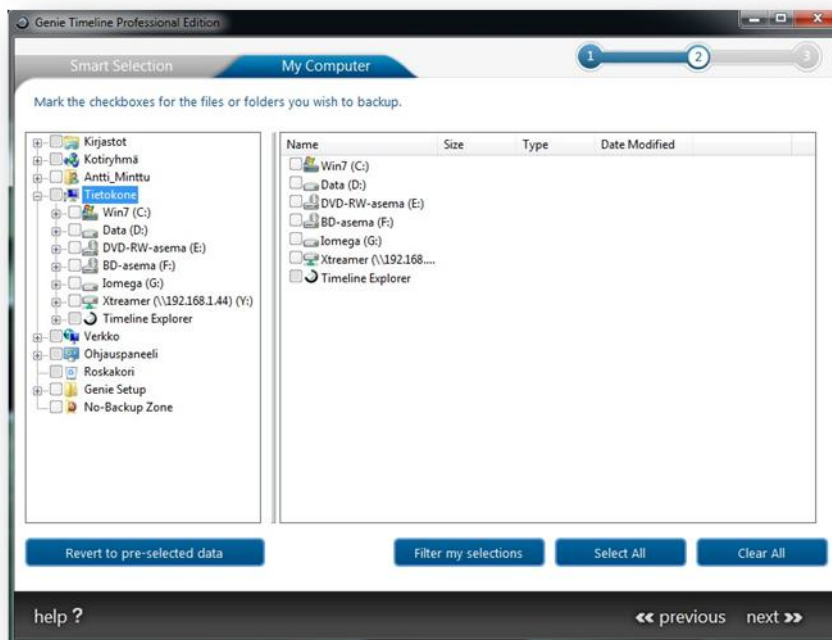 Genie Timeline Professional Edition
Smart Selection
My Computer
1
2
3
Mark the checkboxes for the files or folders you wish to backup.
Kirjastot
Kotiryhmä
Antti_Minttu
Tietokone
Win7 (C:)
Data (D:)
DVD-RW-asema (E:)
BD-asema (F:)
Iomega (G:)
Xtreamer (\\192.168.1.44) (Y:)
Timeline Explorer
Verkko
Ohjauspaneeli
Roskakori
Genie Setup
No-Backup Zone
Name Size Type Date Modified
Win7 (C:)
Data (D:)
DVD-RW-asema (E:)
BD-asema (F:)
Iomega (G:)
Xtreamer (\\192.168....
Timeline Explorer
Revert to pre-selected data
Filter my selections
Select All
Clear All
help ?
previous
next